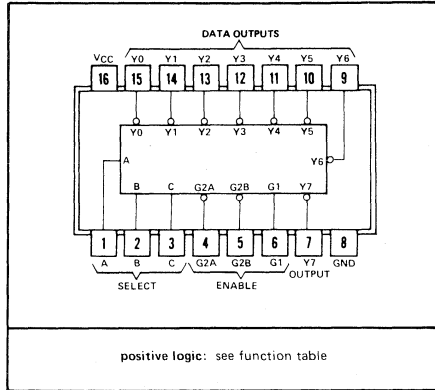 DATA OUTPUTS
VCC Y0 Y1 Y2 Y3 Y4 Y5 Y6
16 15 14 13 12 11 10 9
Y0 Y1 Y2 Y3 Y4 Y5
A Y6
B C G2A G2B G1 Y7
1 2 3 4 5 6 7 8
A B C G2A G2B G1 Y7 GND
SELECT ENABLE OUTPUT
positive logic: see function table